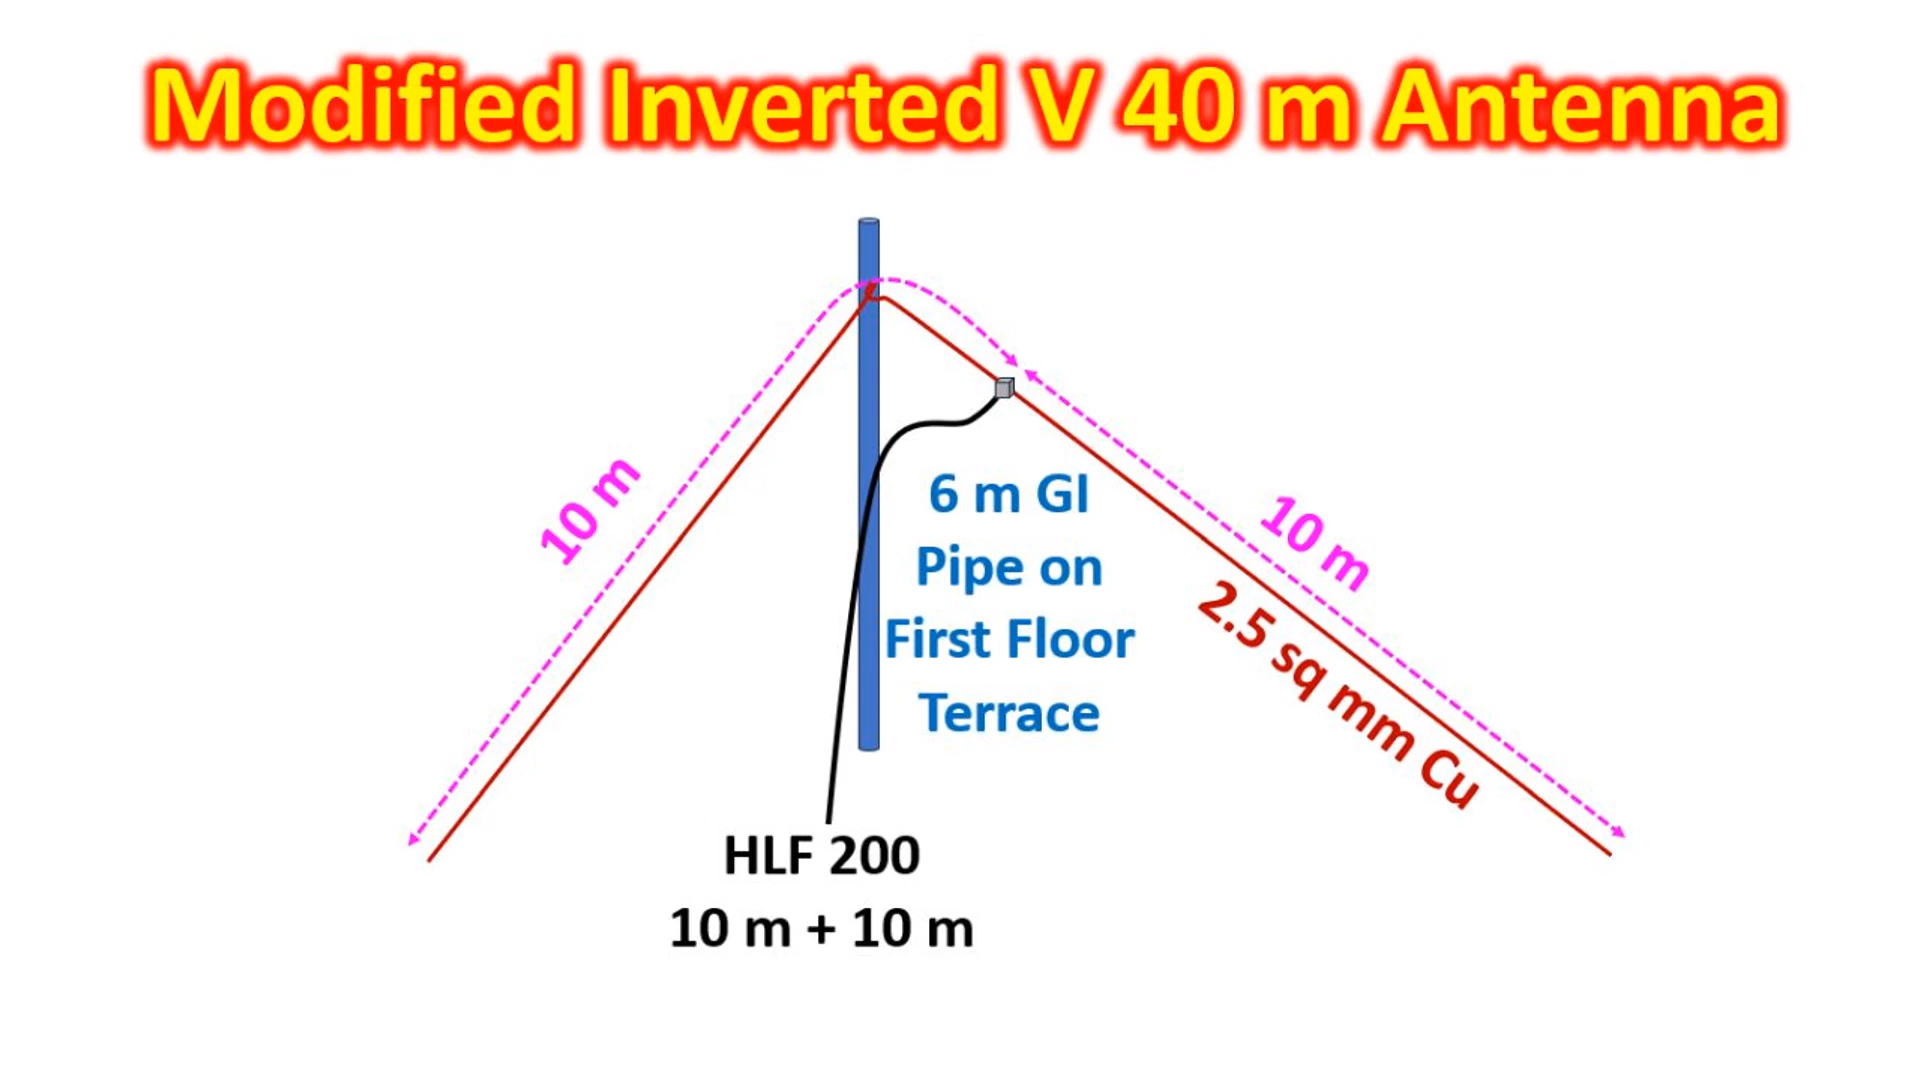 Modified Inverted V 40 m Antenna
10 m
6 m GI
Pipe on
First Floor
Terrace
10 m
2.5 sq mm Cu
HLF 200
10 m + 10 m